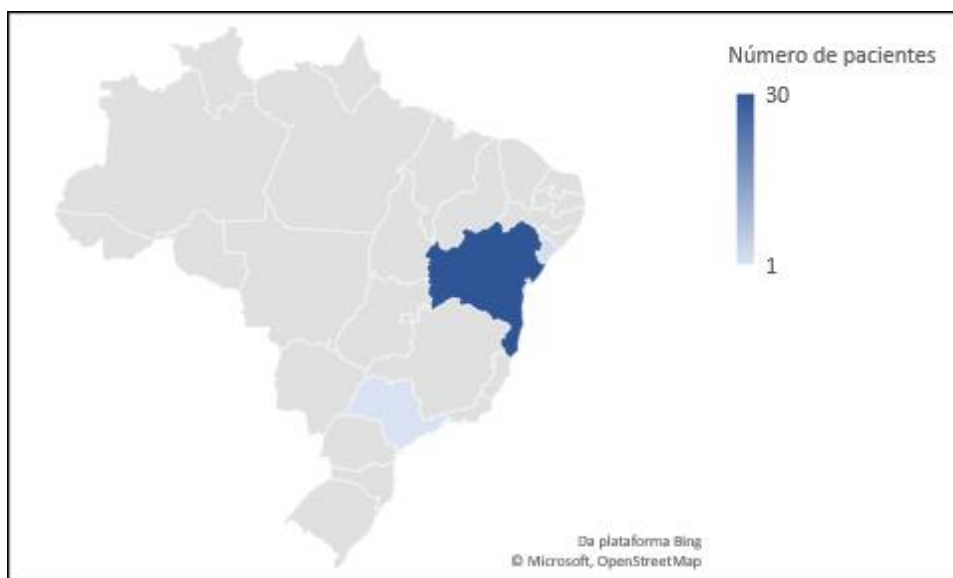 Número de pacientes
30
1
Da plataforma Bing
© Microsoft, OpenStreetMap